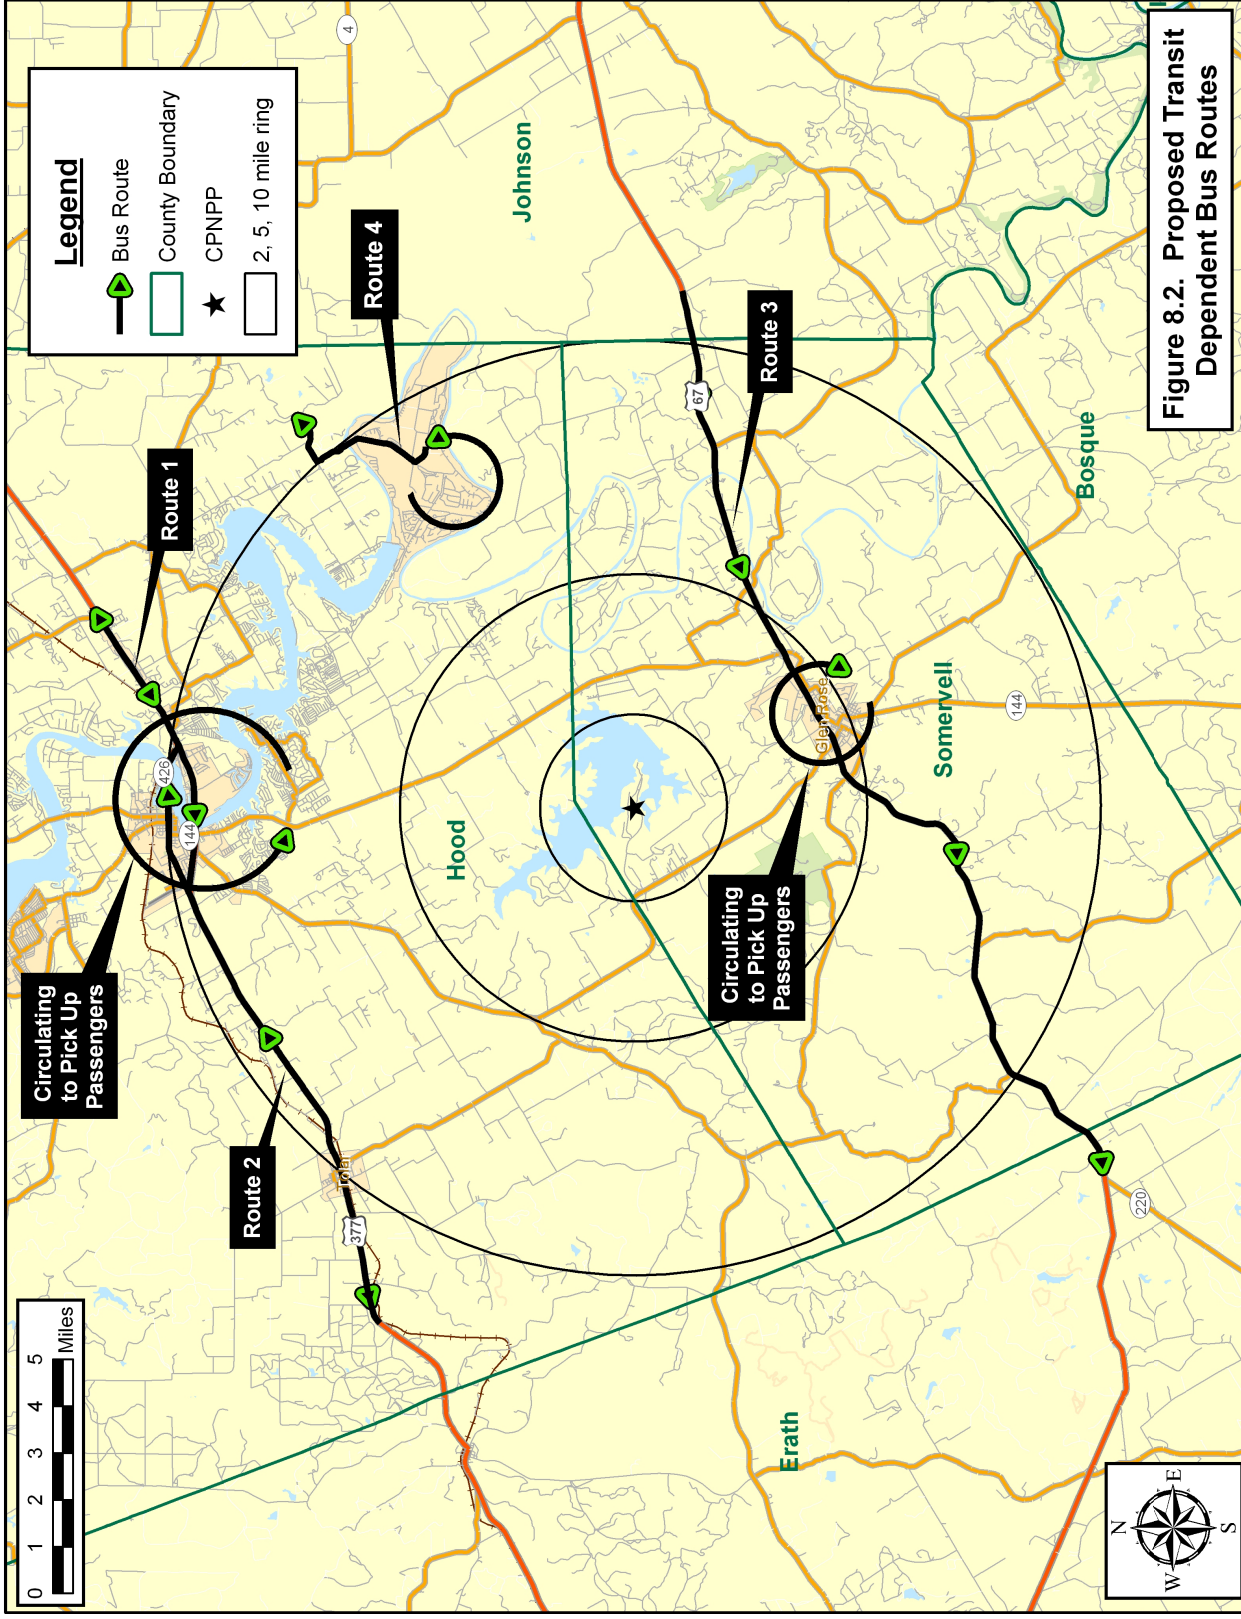 Legend
Bus Route
County Boundary
CPNPP
2, 5, 10 mile ring
0 1 2 3 4 5
Miles
Circulating
to Pick Up
Passengers
Route 1
Route 2
Route 4
Route 3
Circulating
to Pick Up
Passengers
4
426
144
377
67
144
220
Tolar
Glen Rose
Hood
Johnson
Somervell
Bosque
Erath
N
W
E
S
Figure 8.2. Proposed Transit
Dependent Bus Routes